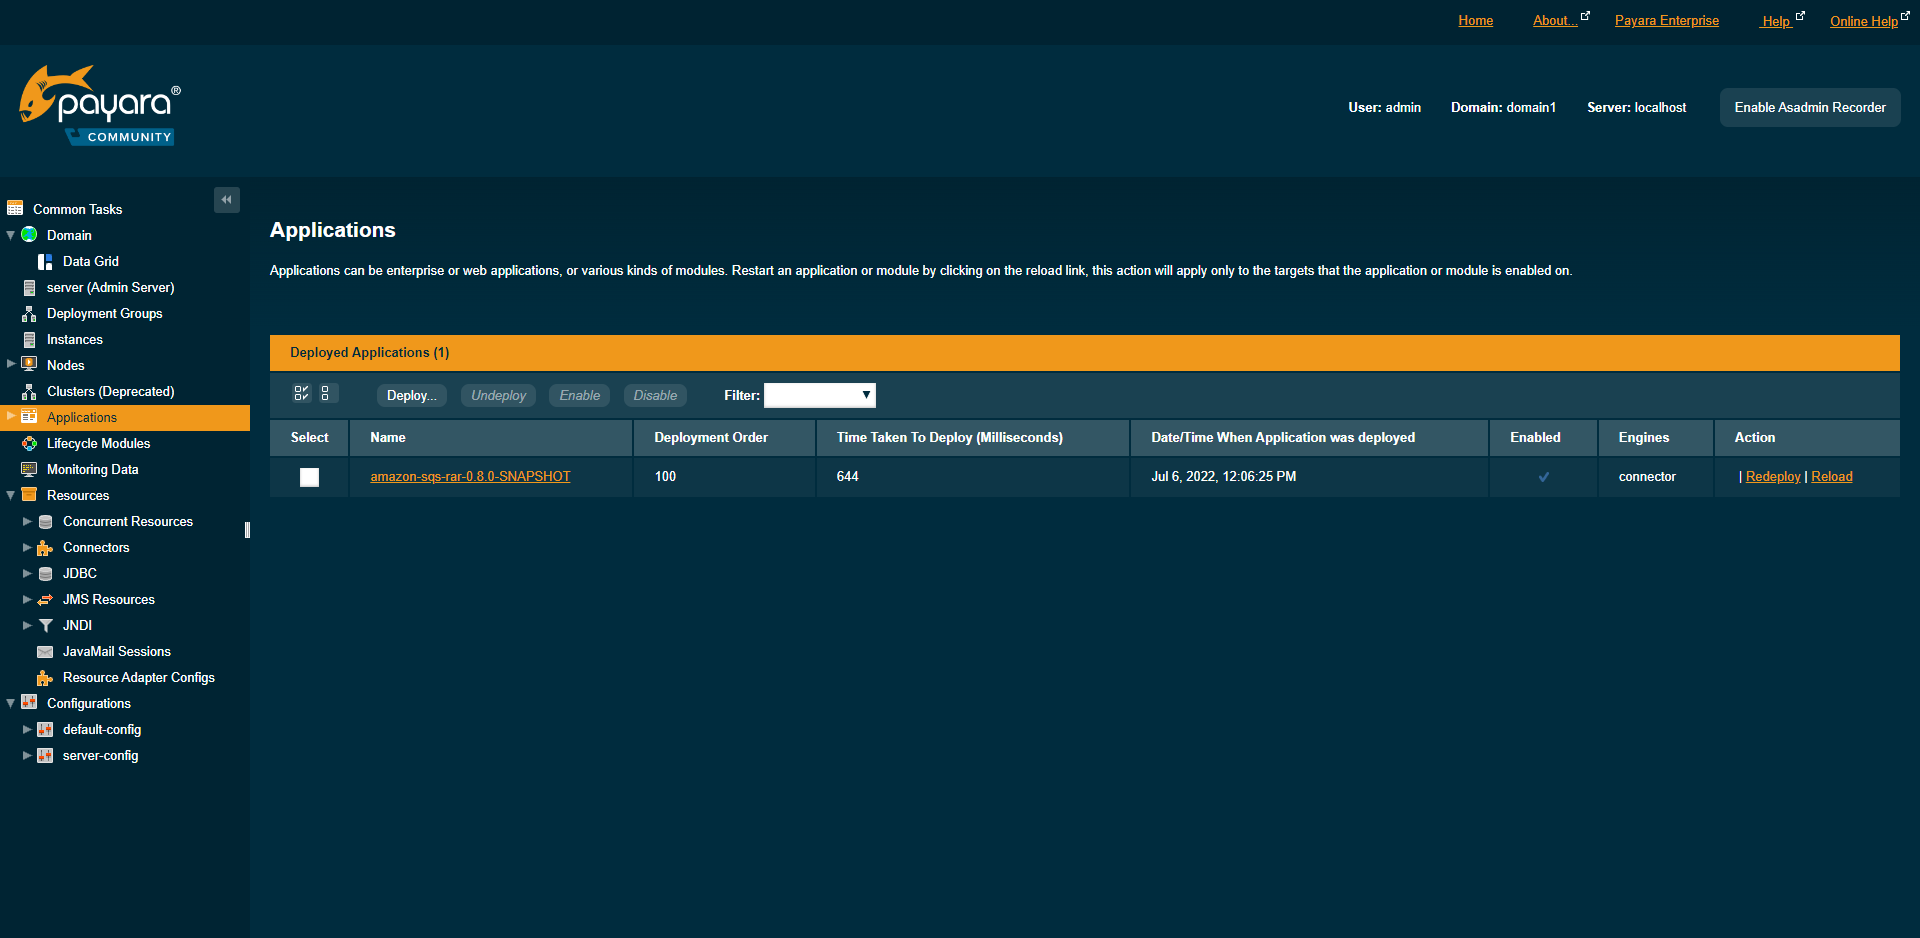 Home About... Payara Enterprise Help Online Help
payara®
COMMUNITY
User: admin Domain: domain1 Server: localhost Enable Asadmin Recorder
Common Tasks
Domain
Data Grid
server (Admin Server)
Deployment Groups
Instances
Nodes
Clusters (Deprecated)
Applications
Lifecycle Modules
Monitoring Data
Resources
Concurrent Resources
Connectors
JDBC
JMS Resources
JNDI
JavaMail Sessions
Resource Adapter Configs
Configurations
default-config
server-config
Applications
Applications can be enterprise or web applications, or various kinds of modules. Restart an application or module by clicking on the reload link, this action will apply only to the targets that the application or module is enabled on.
Deployed Applications (1)
Deploy... Undeploy Enable Disable Filter:
Select Name Deployment Order Time Taken To Deploy (Milliseconds) Date/Time When Application was deployed Enabled Engines Action
amazon-sqs-rar-0.8.0-SNAPSHOT 100 644 Jul 6, 2022, 12:06:25 PM connector | Redeploy | Reload